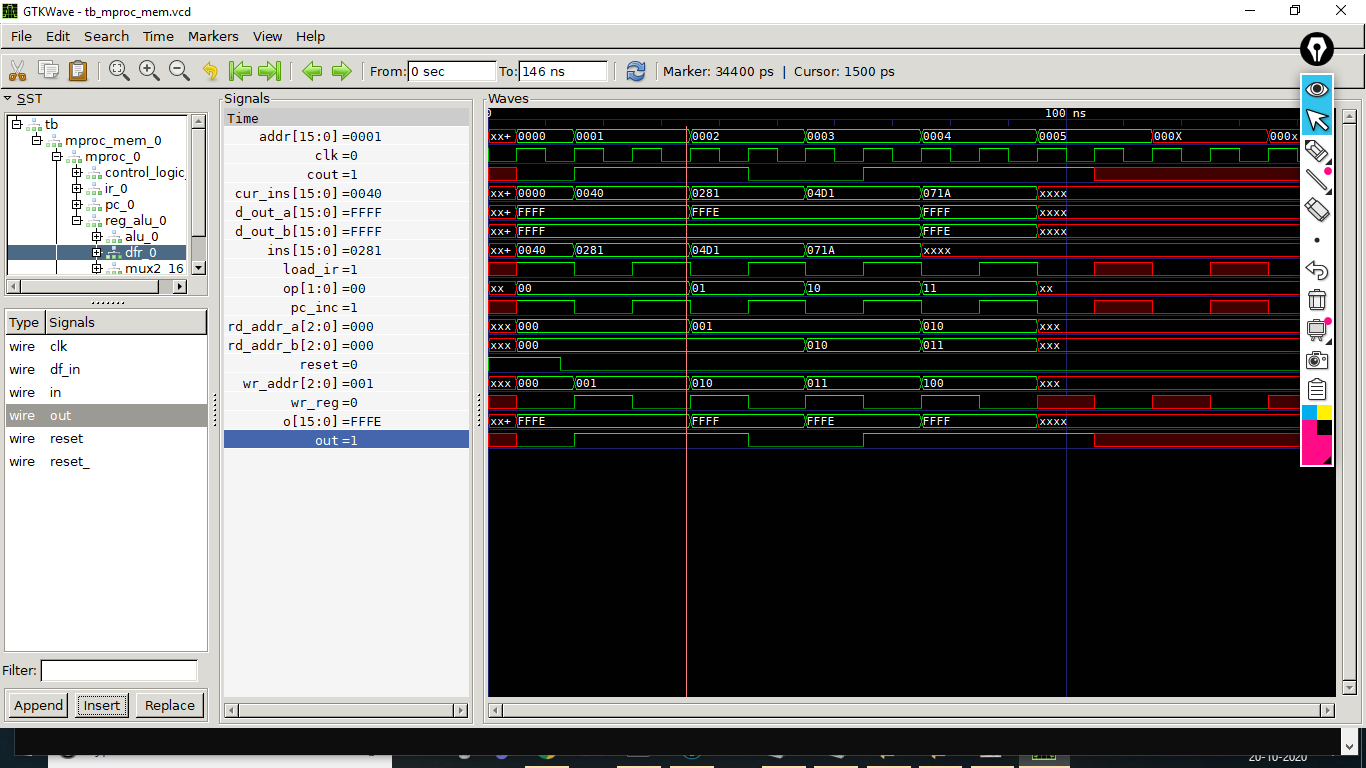 GTKWave - tb_mproc_mem.vcd
File Edit Search Time Markers View Help
From: 0 sec To: 146 ns Marker: 34400 ps | Cursor: 1500 ps
SST
tb
mproc_mem_0
mproc_0
control_logic_
ir_0
pc_0
reg_alu_0
alu_0
dfr_0
mux2_16
Type Signals
wire clk
wire df_in
wire in
wire out
wire reset
wire reset_
Filter:
Append Insert Replace
Signals
Time
addr[15:0] =0001
clk =0
cout =1
cur_ins[15:0] =0040
d_out_a[15:0] =FFFF
d_out_b[15:0] =FFFF
ins[15:0] =0281
load_ir =1
op[1:0] =00
pc_inc =1
rd_addr_a[2:0] =000
rd_addr_b[2:0] =000
reset =0
wr_addr[2:0] =001
wr_reg =0
o[15:0] =FFFE
out =1
Waves
0 100 ns
xx+ 0000 0001 0002 0003 0004 0005 000X 000x
xx+ 0000 0040 0281 04D1 071A xxxx
xx+ FFFF FFFE FFFF xxxx
xx+ FFFF FFFE xxxx
xx+ 0040 0281 04D1 071A xxxx
xx 00 01 10 11 xx
xxx 000 001 010 xxx
xxx 000 010 011 xxx
xxx 000 001 010 011 100 xxx
xx+ FFFE FFFF FFFE FFFF xxxx
20-10-2020